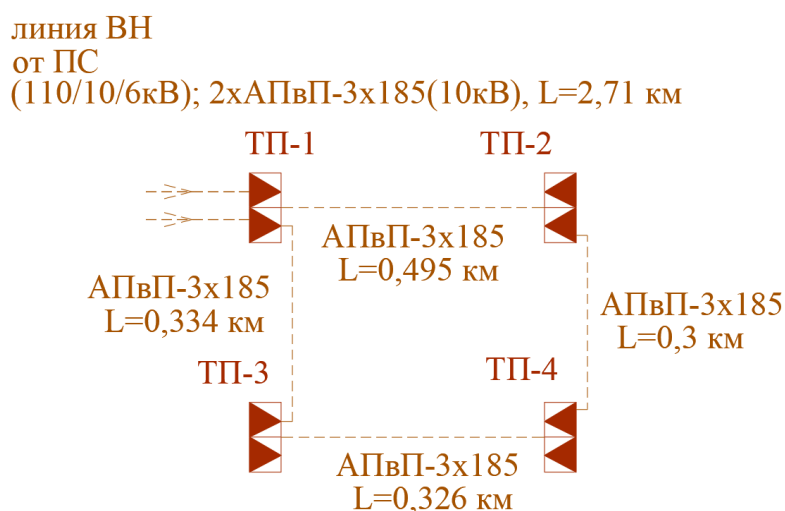 линия ВН
от ПС
(110/10/6кВ); 2хАПвП-3х185(10кВ), L=2,71 км
ТП-1
ТП-2
АПвП-3х185
L=0,495 км
АПвП-3х185
L=0,334 км
АПвП-3х185
L=0,3 км
ТП-3
ТП-4
АПвП-3х185
L=0,326 км